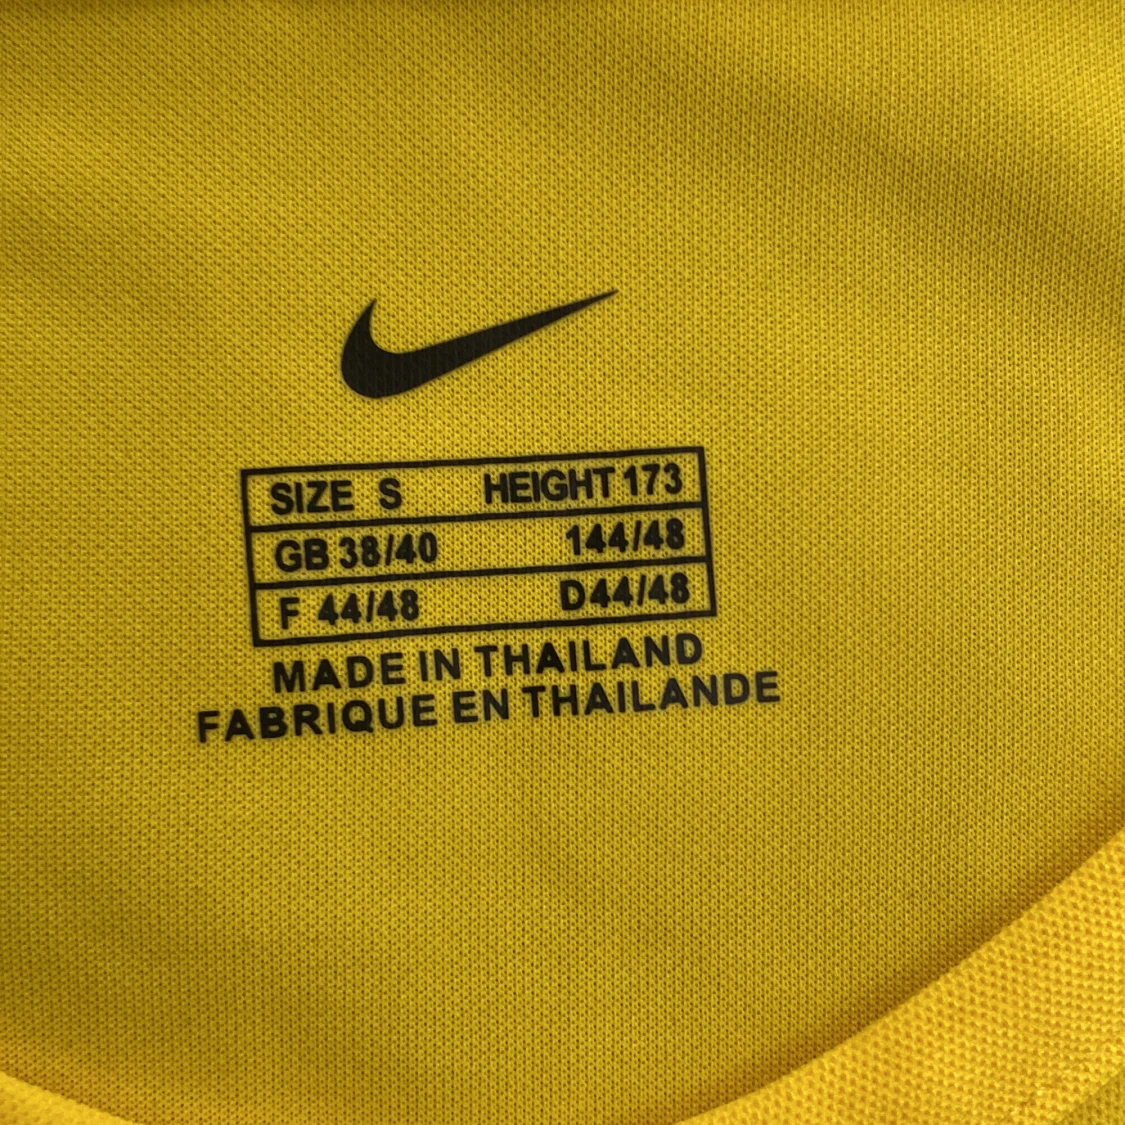 SIZE S HEIGHT 173
GB 38/40 144/48
F 44/48 D44/48
MADE IN THAILAND
FABRIQUE EN THAILANDE